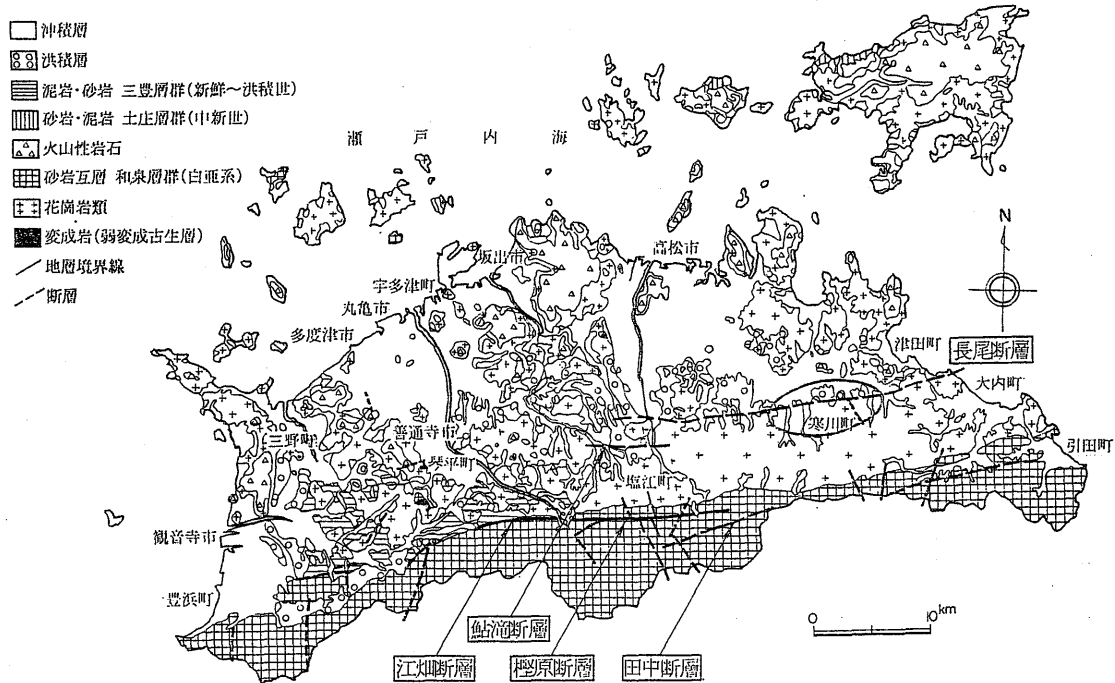 沖積層
洪積層
泥岩・砂岩 三豊層群(新鮮〜洪積世)
砂岩・泥岩 土庄層群(中新世)
火山性岩石
砂岩互層 和泉層群(白亜系)
花崗岩類
変成岩(弱変成古生層)
地層境界線
断層
瀬戸内海
N
高松市
坂出市
宇多津町
丸亀市
多度津市
津田町
長尾断層
大内町
寒川町
善通寺市
三野町
琴平町
引田町
塩江町
観音寺市
豊浜町
0 10km
鮎滝断層
江畑断層
樫原断層
田中断層